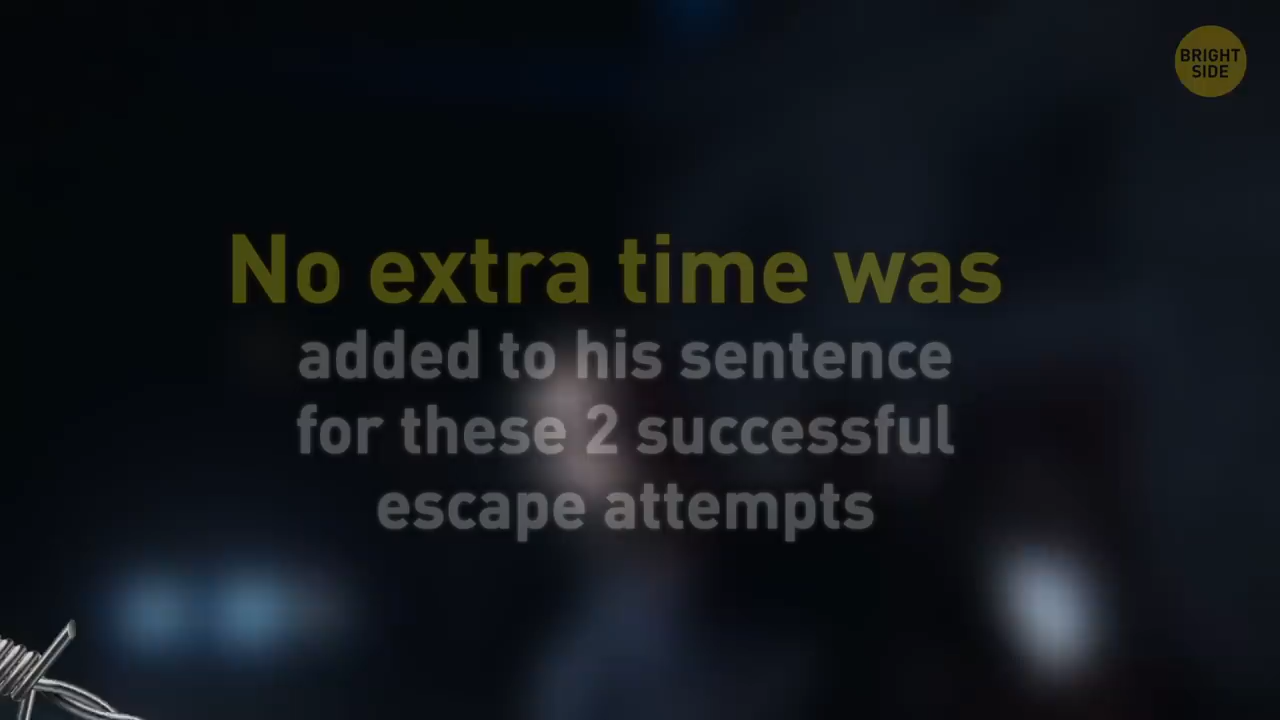 BRIGHT
SIDE
No extra time was
added to his sentence
for these 2 successful
escape attempts